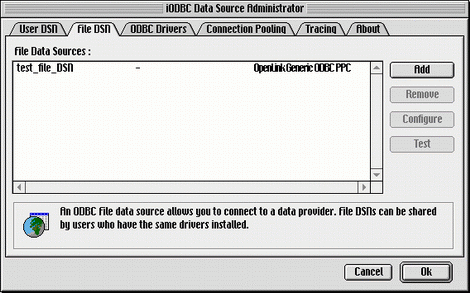 iODBC Data Source Administrator
User DSN File DSN ODBC Drivers Connection Pooling Tracing About
File Data Sources :
test_file_DSN - OpenLink Generic ODBC PPC
Add
Remove
Configure
Test
An ODBC File data source allows you to connect to a data provider. File DSNs can be shared
by users who have the same drivers installed.
Cancel Ok